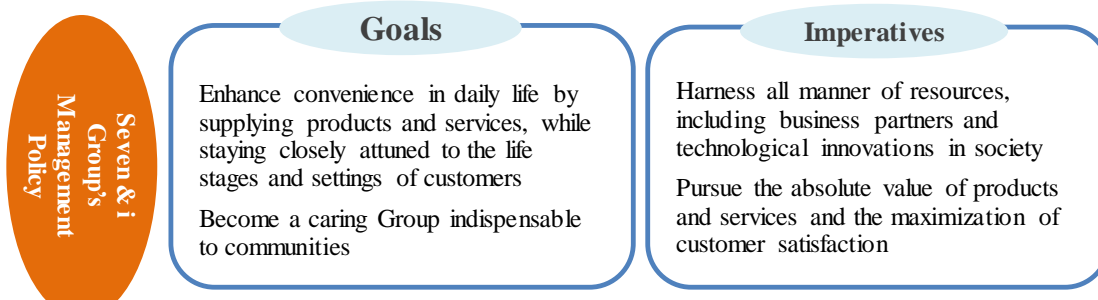 Seven & i
Group's
Management
Policy
Goals
Enhance convenience in daily life by
supplying products and services, while
staying closely attuned to the life
stages and settings of customers
Become a caring Group indispensable
to communities
Imperatives
Harness all manner of resources,
including business partners and
technological innovations in society
Pursue the absolute value of products
and services and the maximization of
customer satisfaction